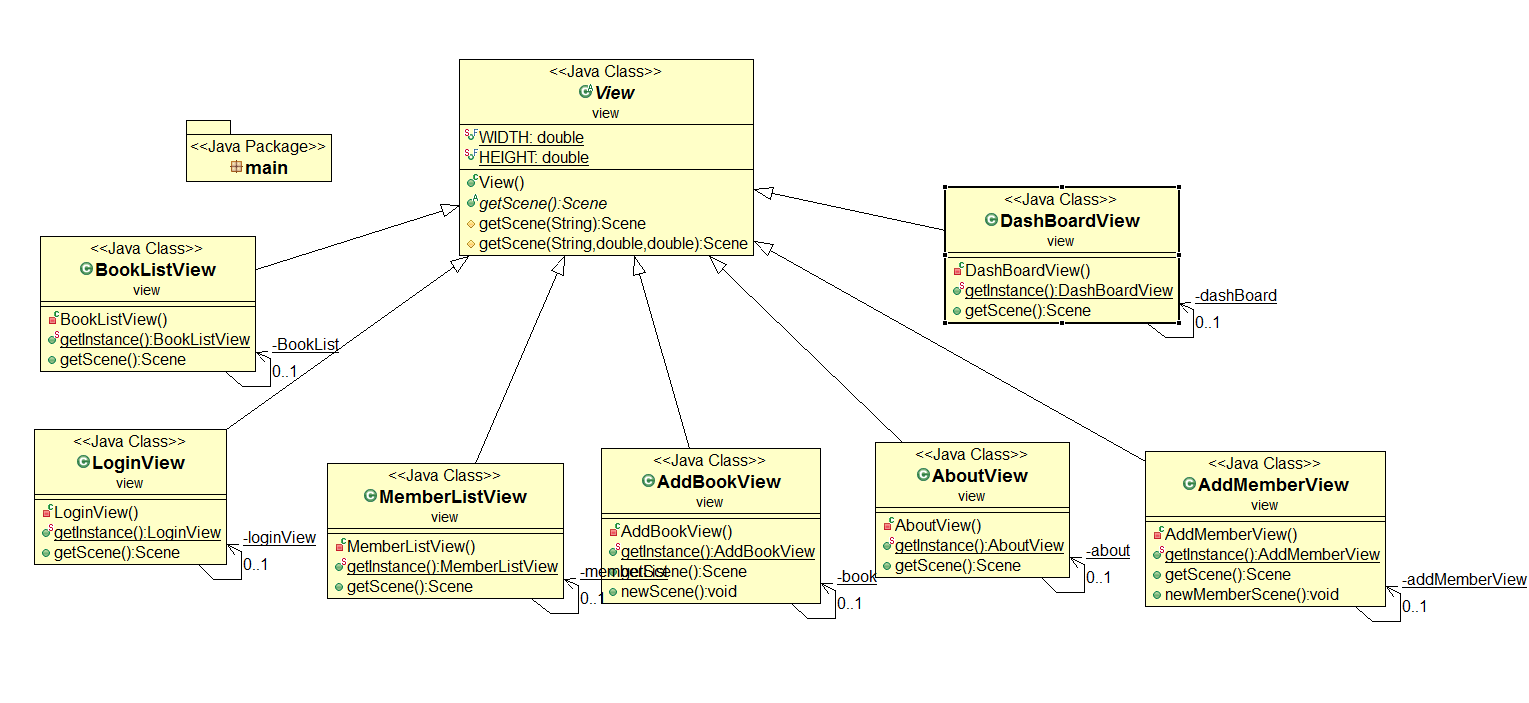 <<Java Class>>
View
view
WIDTH: double
HEIGHT: double
View()
getScene():Scene
getScene(String):Scene
getScene(String,double,double):Scene
<<Java Package>>
main
<<Java Class>>
DashBoardView
view
DashBoardView()
getInstance():DashBoardView
getScene():Scene
-dashBoard
0..1
<<Java Class>>
BookListView
view
BookListView()
getInstance():BookListView
getScene():Scene
-BookList
0..1
<<Java Class>>
LoginView
view
LoginView()
getInstance():LoginView
getScene():Scene
-loginView
0..1
<<Java Class>>
MemberListView
view
MemberListView()
getInstance():MemberListView
getScene():Scene
-memberList
0..1
<<Java Class>>
AddBookView
view
AddBookView()
getInstance():AddBookView
getScene():Scene
newScene():void
-book
0..1
<<Java Class>>
AboutView
view
AboutView()
getInstance():AboutView
getScene():Scene
-about
0..1
<<Java Class>>
AddMemberView
view
AddMemberView()
getInstance():AddMemberView
getScene():Scene
newMemberScene():void
-addMemberView
0..1